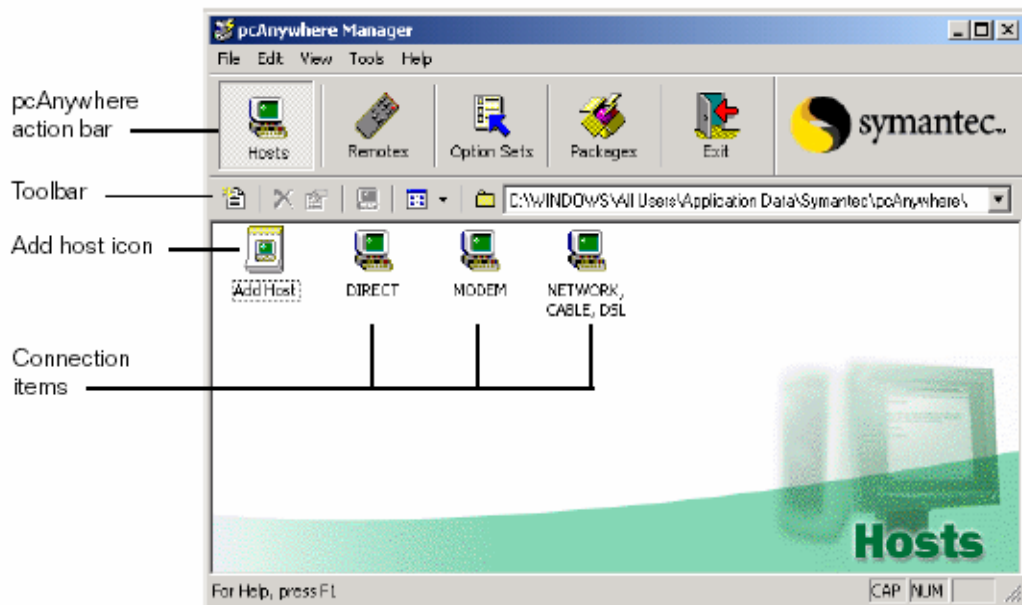 pcAnywhere Manager
File Edit View Tools Help
pcAnywhere
action bar
Hosts Remotes Option Sets Packages Exit
symantec™
Toolbar
C:\WINDOWS\All Users\Application Data\Symantec\pcAnywhere\
Add host icon
Add Host DIRECT MODEM NETWORK,
CABLE, DSL
Connection
items
Hosts
For Help, press F1
CAP NUM